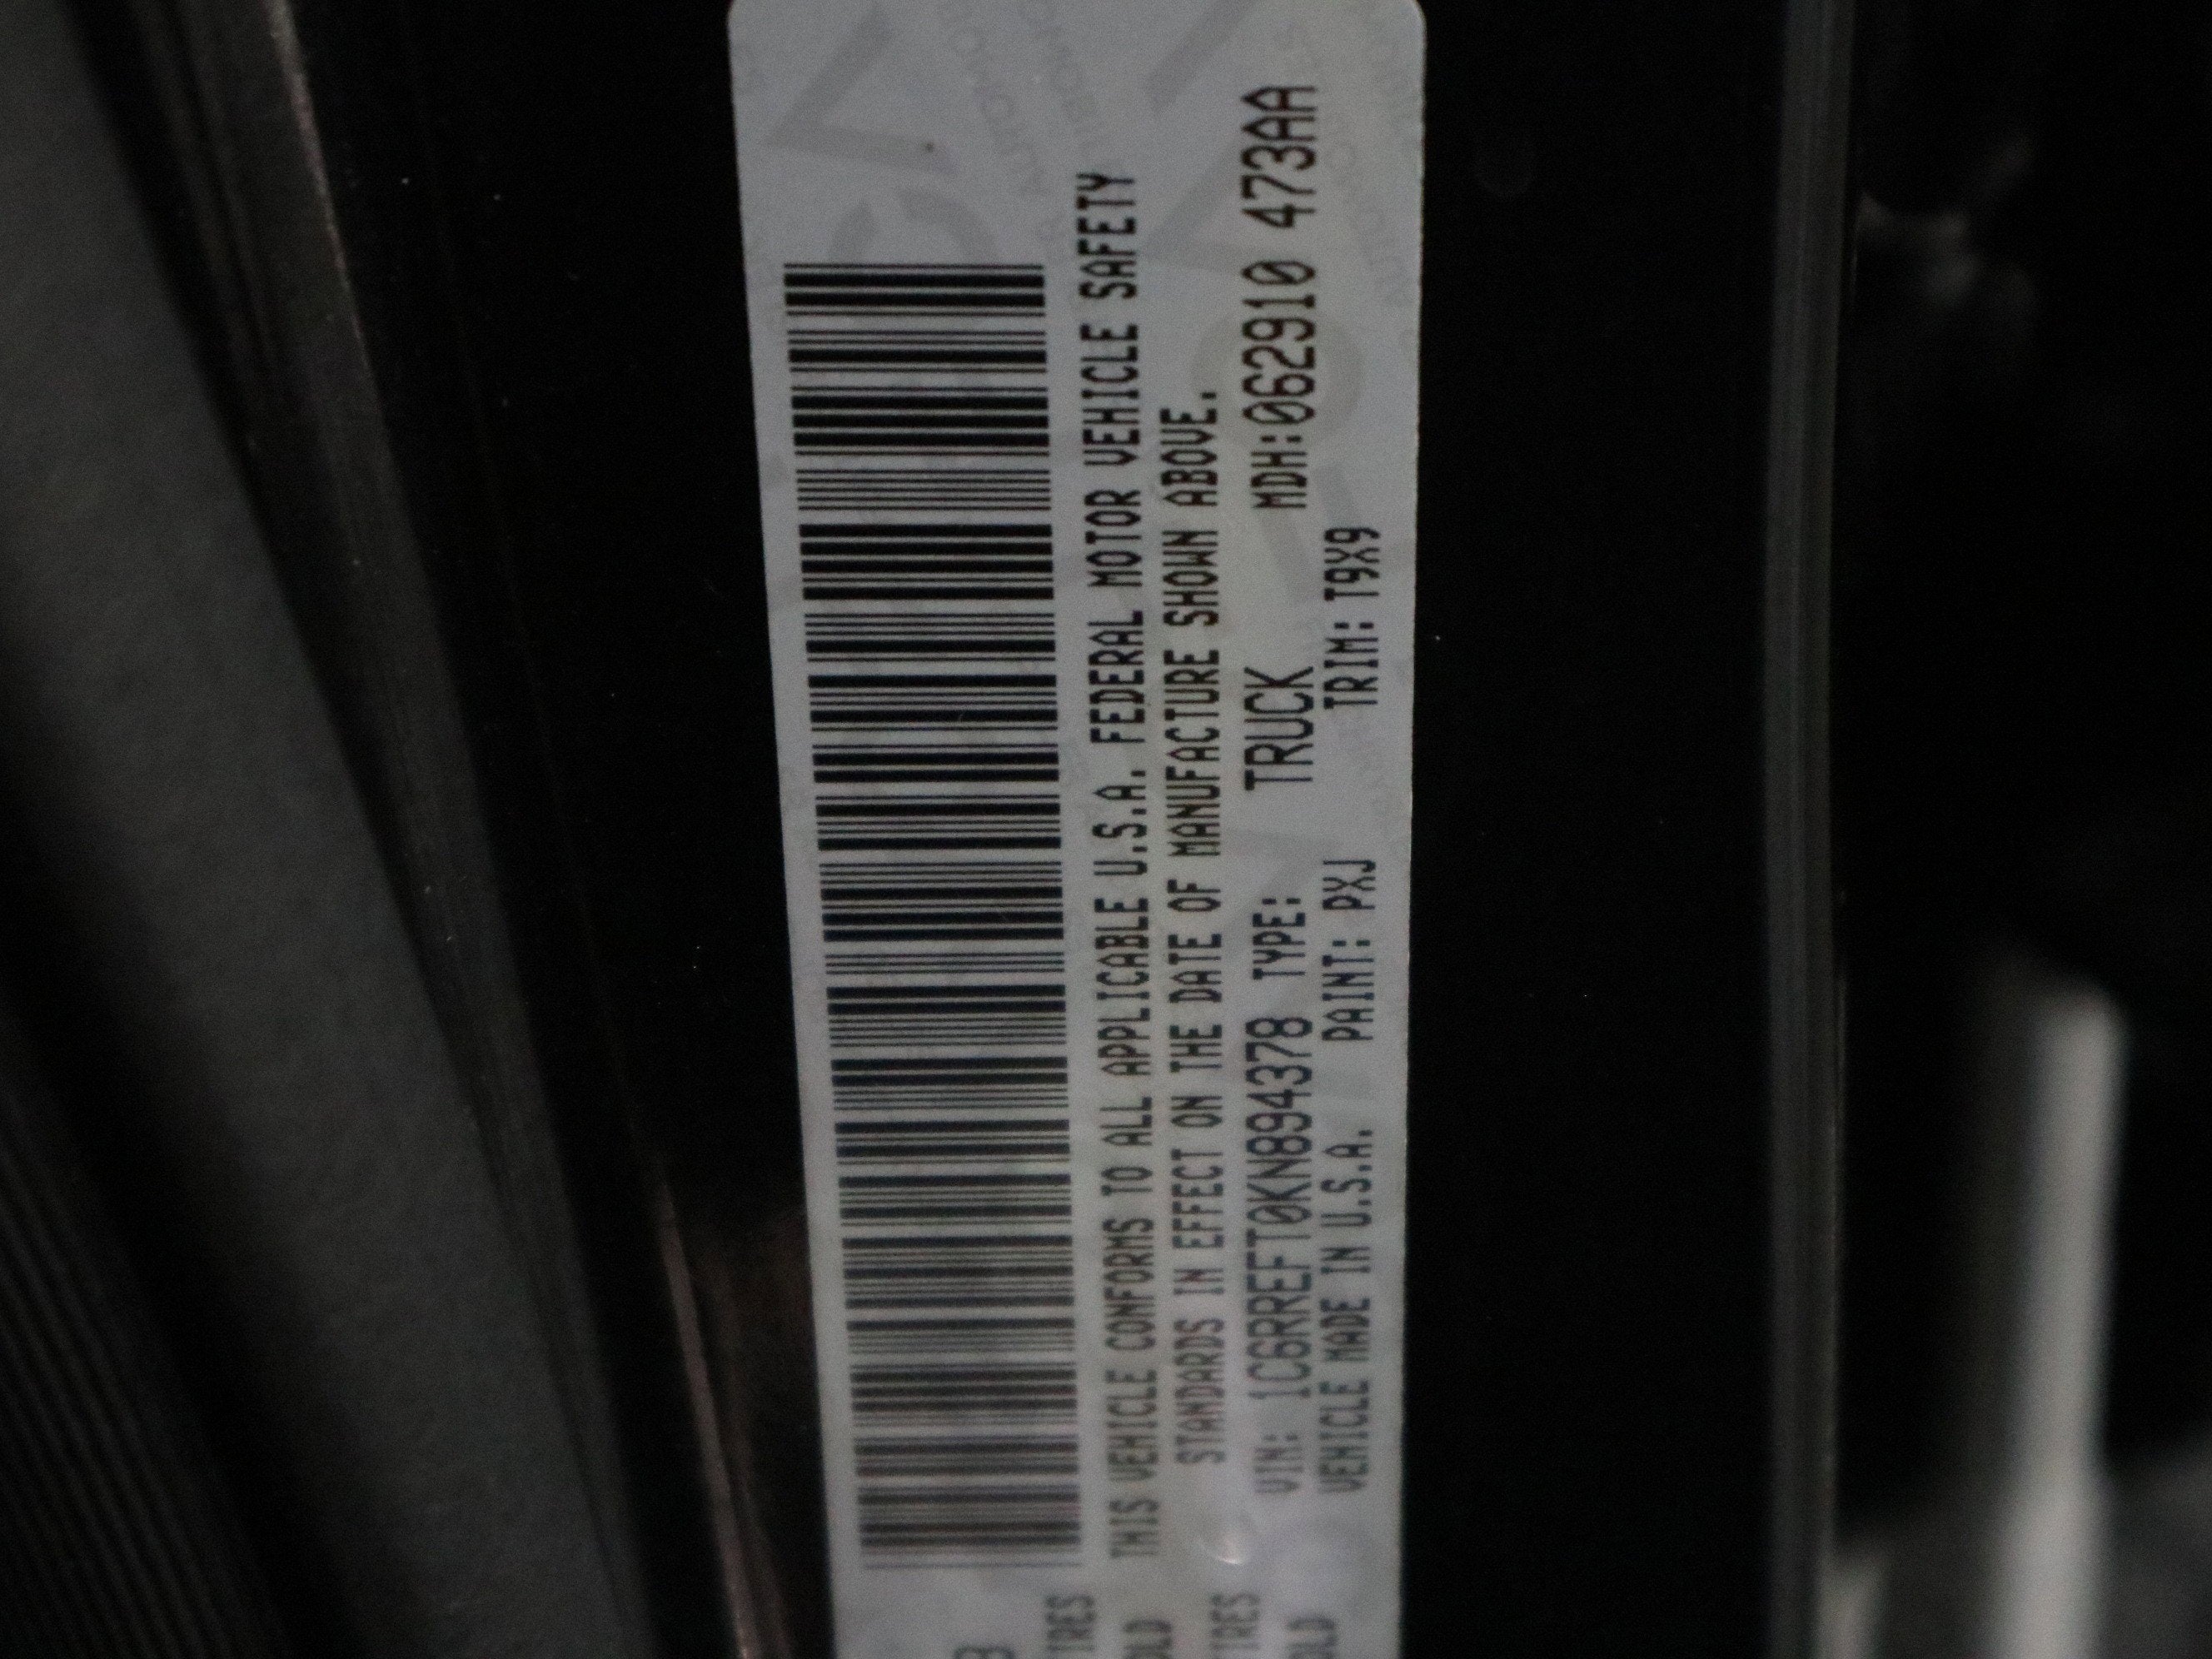 THIS VEHICLE CONFORMS TO ALL APPLICABLE U.S.A. FEDERAL MOTOR VEHICLE SAFETY
STANDARDS IN EFFECT ON THE DATE OF MANUFACTURE SHOWN ABOVE.
VIN: 1C6RREFT0KN894378 TYPE: TRUCK MDH:062910 473AA
VEHICLE MADE IN U.S.A. PAINT: PXJ TRIM: T9X9